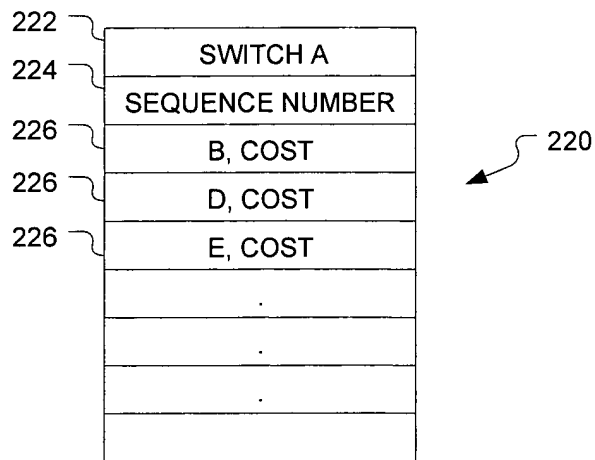 222
SWITCH A
224
SEQUENCE NUMBER
226
B, COST
220
226
D, COST
226
E, COST
.
.
.